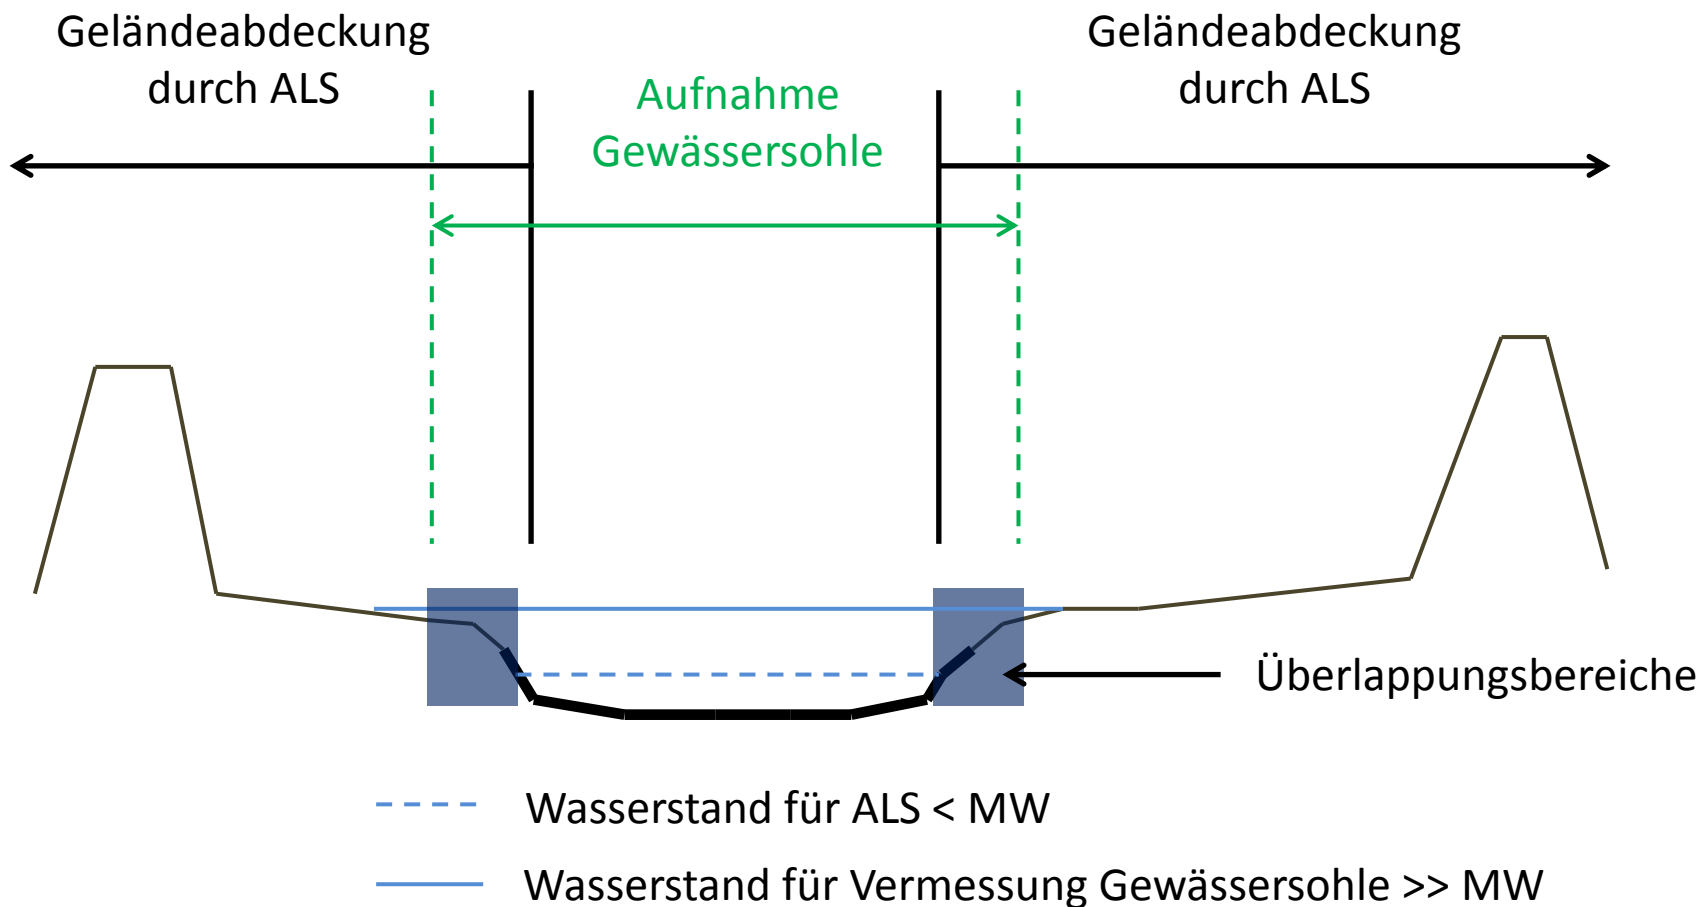 Geländeabdeckung
durch ALS
Aufnahme
Gewässersohle
Geländeabdeckung
durch ALS
Überlappungsbereiche
Wasserstand für ALS < MW
Wasserstand für Vermessung Gewässersohle >> MW